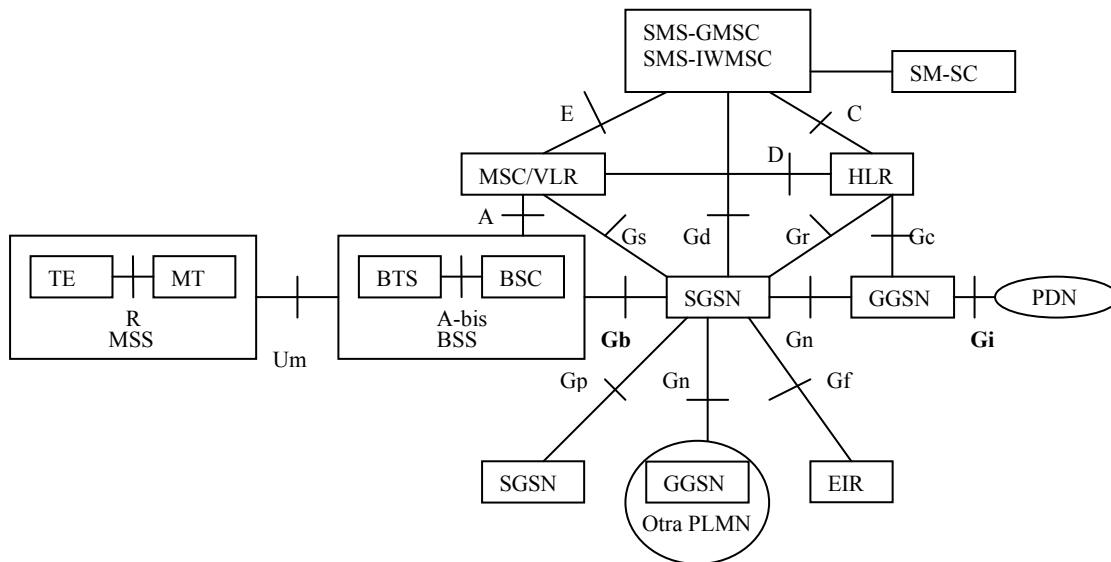 SMS-GMSC
SMS-IWMSC
SM-SC
E
C
D
MSC/VLR
HLR
A
Gs
Gd
Gr
Gc
TE
MT
BTS
BSC
SGSN
GGSN
PDN
R
MSS
A-bis
BSS
Gb
Gn
Gi
Um
Gp
Gn
Gf
SGSN
GGSN
EIR
Otra PLMN